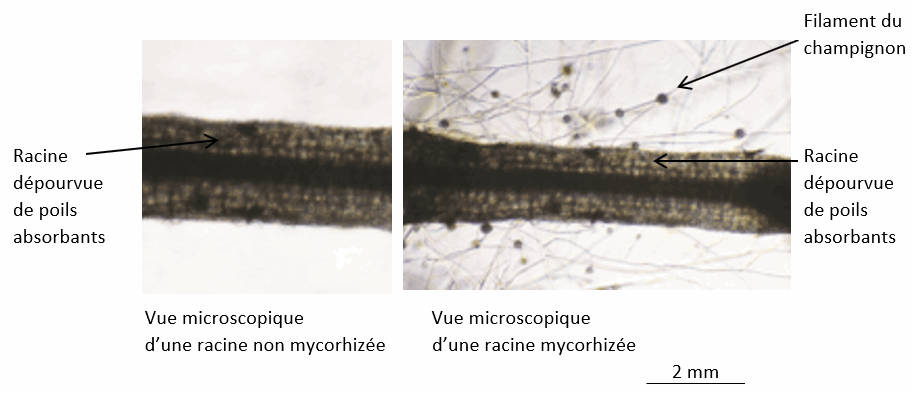 Filament du
champignon
Racine
dépourvue
de poils
absorbants
Racine
dépourvue
de poils
absorbants
Vue microscopique
d’une racine non mycorhizée
Vue microscopique
d’une racine mycorhizée
2 mm